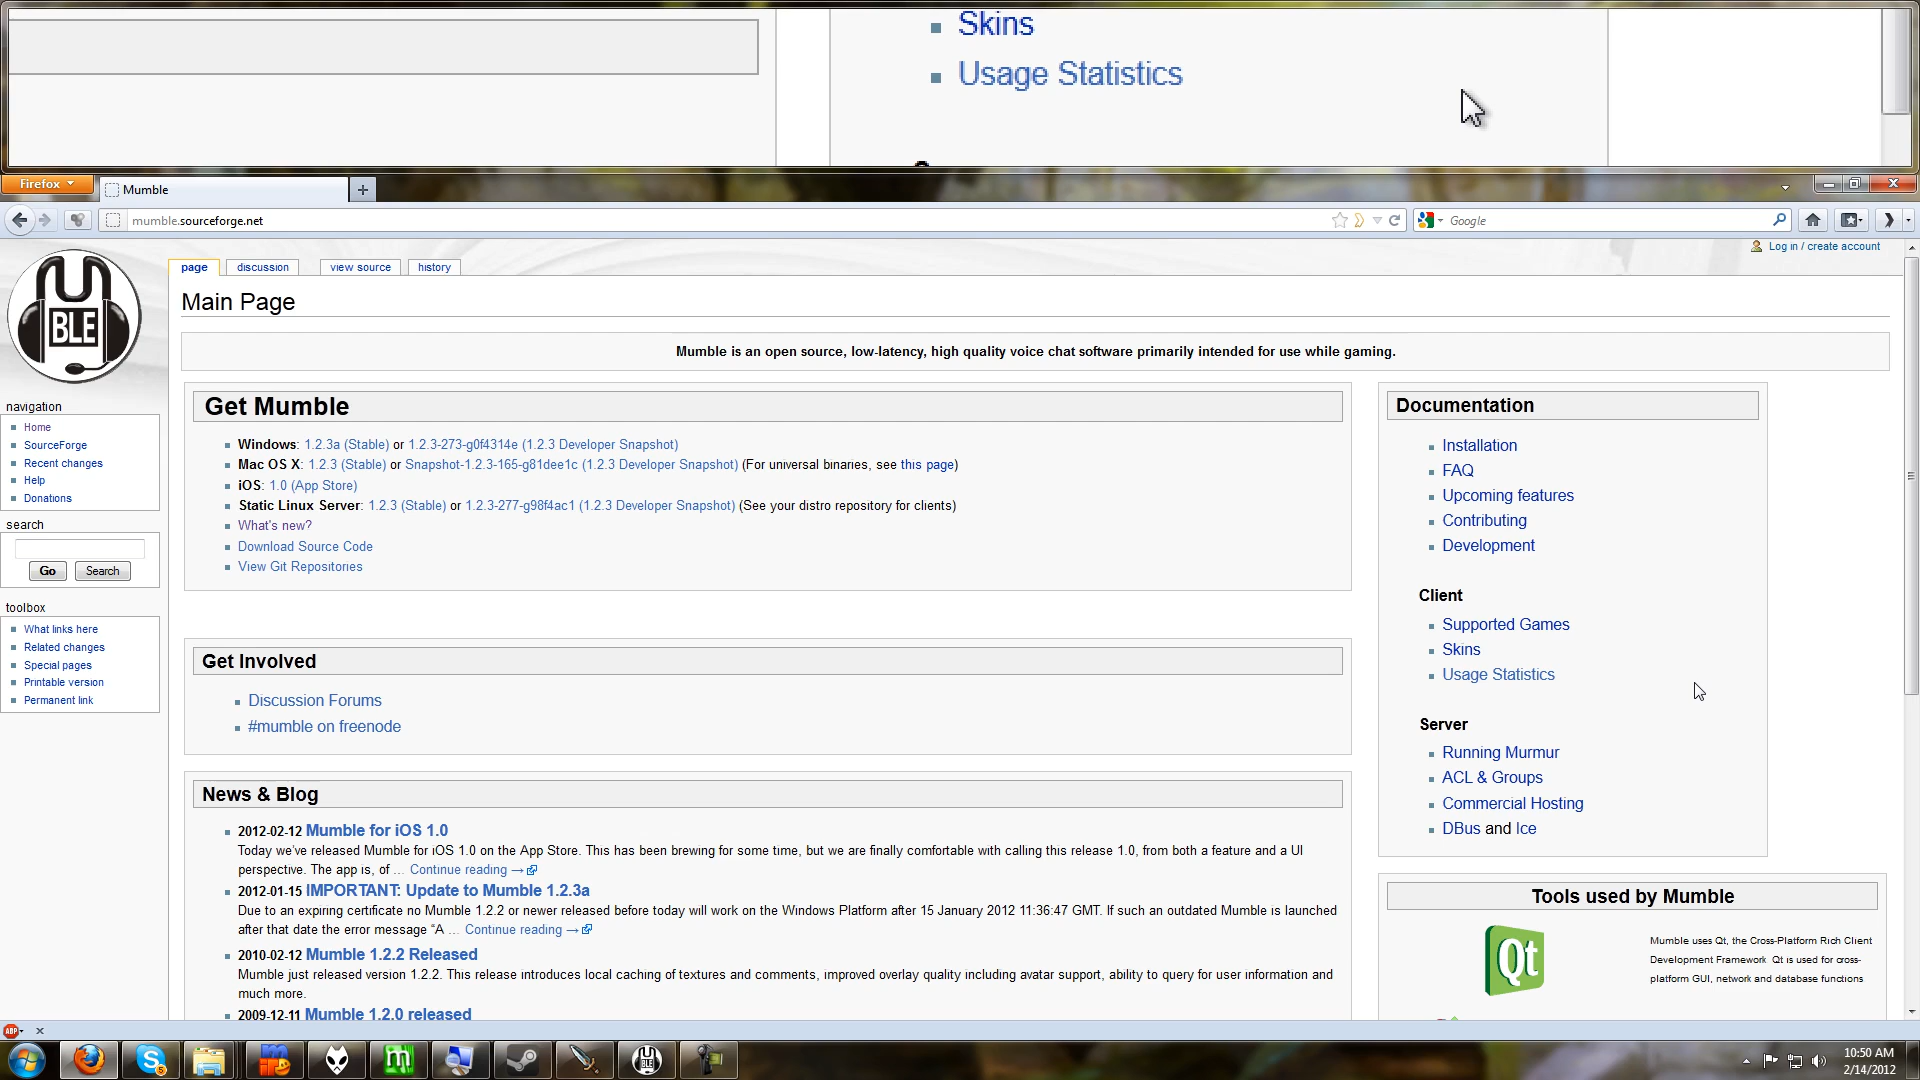 Skins
Usage Statistics
Firefox
Mumble
mumble.sourceforge.net
Google
Log in / create account
page
discussion
view source
history
BLE
Main Page
Mumble is an open source, low-latency, high quality voice chat software primarily intended for use while gaming.
navigation
Home
SourceForge
Recent changes
Help
Donations
search
Go
Search
toolbox
What links here
Related changes
Special pages
Printable version
Permanent link
Get Mumble
Windows: 1.2.3a (Stable) or 1.2.3-273-g0f4314e (1.2.3 Developer Snapshot)
Mac OS X: 1.2.3 (Stable) or Snapshot-1.2.3-165-g81dee1c (1.2.3 Developer Snapshot) (For universal binaries, see this page)
iOS: 1.0 (App Store)
Static Linux Server: 1.2.3 (Stable) or 1.2.3-277-g98f4ac1 (1.2.3 Developer Snapshot) (See your distro repository for clients)
What's new?
Download Source Code
View Git Repositories
Get Involved
Discussion Forums
#mumble on freenode
News & Blog
2012-02-12 Mumble for iOS 1.0
Today we've released Mumble for iOS 1.0 on the App Store. This has been brewing for some time, but we are finally comfortable with calling this release 1.0, from both a feature and a UI
perspective. The app is, of ... Continue reading →
2012-01-15 IMPORTANT: Update to Mumble 1.2.3a
Due to an expiring certificate no Mumble 1.2.2 or newer released before today will work on the Windows Platform after 15 January 2012 11:36:47 GMT. If such an outdated Mumble is launched
after that date the error message “A ... Continue reading →
2010-02-12 Mumble 1.2.2 Released
Mumble just released version 1.2.2. This release introduces local caching of textures and comments, improved overlay quality including avatar support, ability to query for user information and
much more.
2009-12-11 Mumble 1.2.0 released
Documentation
Installation
FAQ
Upcoming features
Contributing
Development
Client
Supported Games
Skins
Usage Statistics
Server
Running Murmur
ACL & Groups
Commercial Hosting
DBus and Ice
Tools used by Mumble
Qt
Mumble uses Qt, the Cross-Platform Rich Client
Development Framework Qt is used for cross-
platform GUI, network and database functions
ABP
10:50 AM
2/14/2012